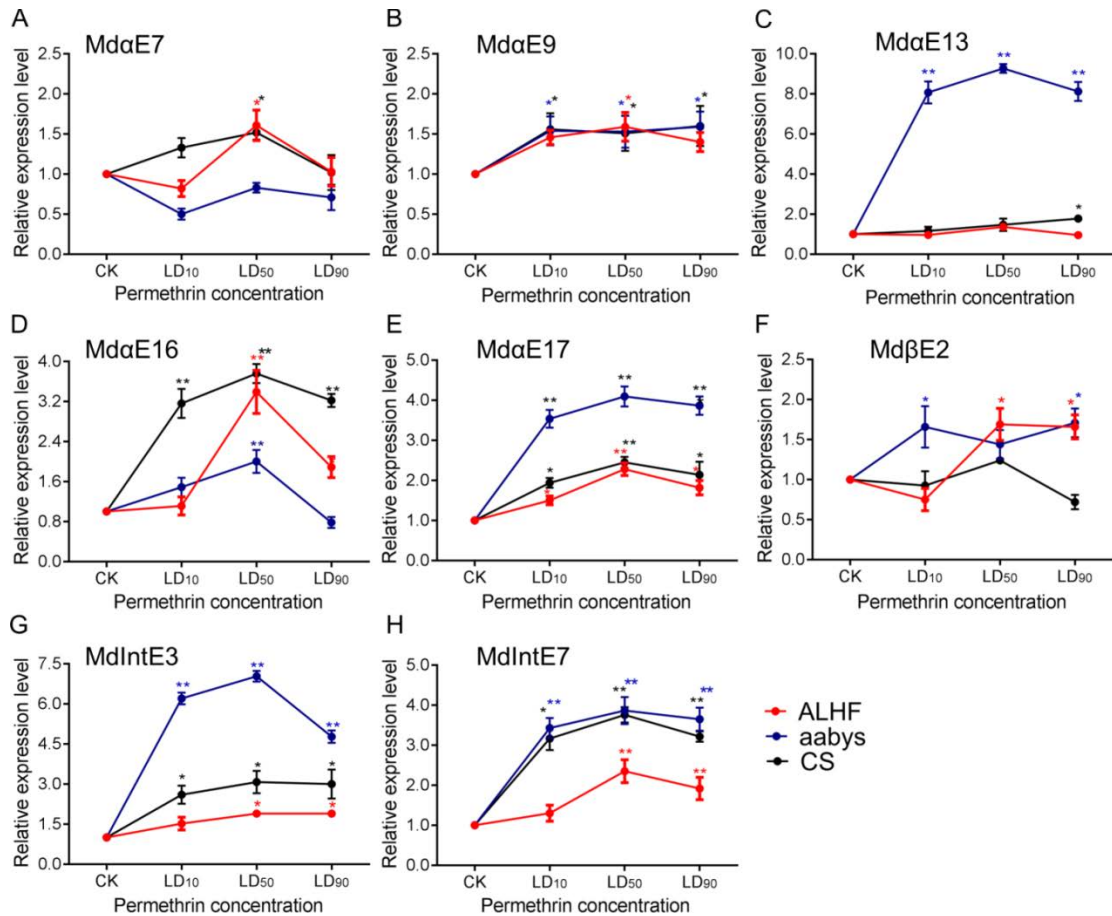 A
MdαE7
Relative expression level
2.5
2.0
1.5
1.0
0.5
0.0
* *
CK LD10 LD50 LD90
Permethrin concentration
B
MdαE9
Relative expression level
2.5
2.0
1.5
1.0
0.5
0.0
* * * * * * *
CK LD10 LD50 LD90
Permethrin concentration
C
MdαE13
Relative expression level
10.0
8.0
6.0
4.0
2.0
0.0
** ** **
*
CK LD10 LD50 LD90
Permethrin concentration
D
MdαE16
Relative expression level
4.0
3.2
2.4
1.6
0.8
0.0
** ** ** **
**
CK LD10 LD50 LD90
Permethrin concentration
E
MdαE17
Relative expression level
5.0
4.0
3.0
2.0
1.0
0.0
** ** **
* ** *
* ** *
CK LD10 LD50 LD90
Permethrin concentration
F
MdβE2
Relative expression level
2.5
2.0
1.5
1.0
0.5
0.0
* * * *
CK LD10 LD50 LD90
Permethrin concentration
G
MdIntE3
Relative expression level
7.5
6.0
4.5
3.0
1.5
0.0
** ** **
* * *
* *
CK LD10 LD50 LD90
Permethrin concentration
H
MdIntE7
Relative expression level
5.0
4.0
3.0
2.0
1.0
0.0
* ** ** ** ** **
** **
CK LD10 LD50 LD90
Permethrin concentration
ALHF
aabys
CS